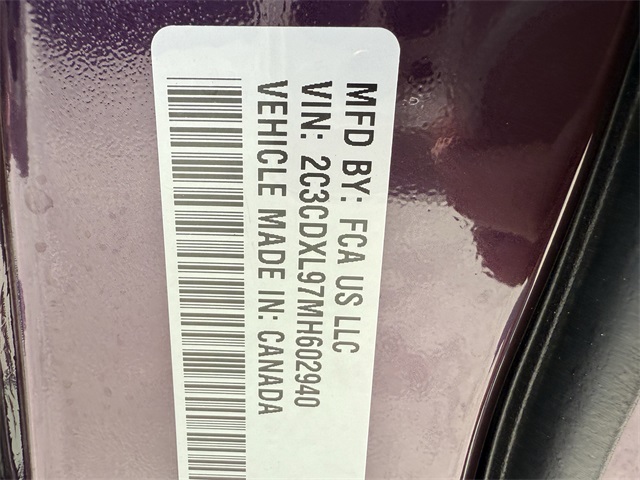 MFD BY: FCA US LLC
VIN: 2C3CDXL97MH602940
VEHICLE MADE IN: CANADA